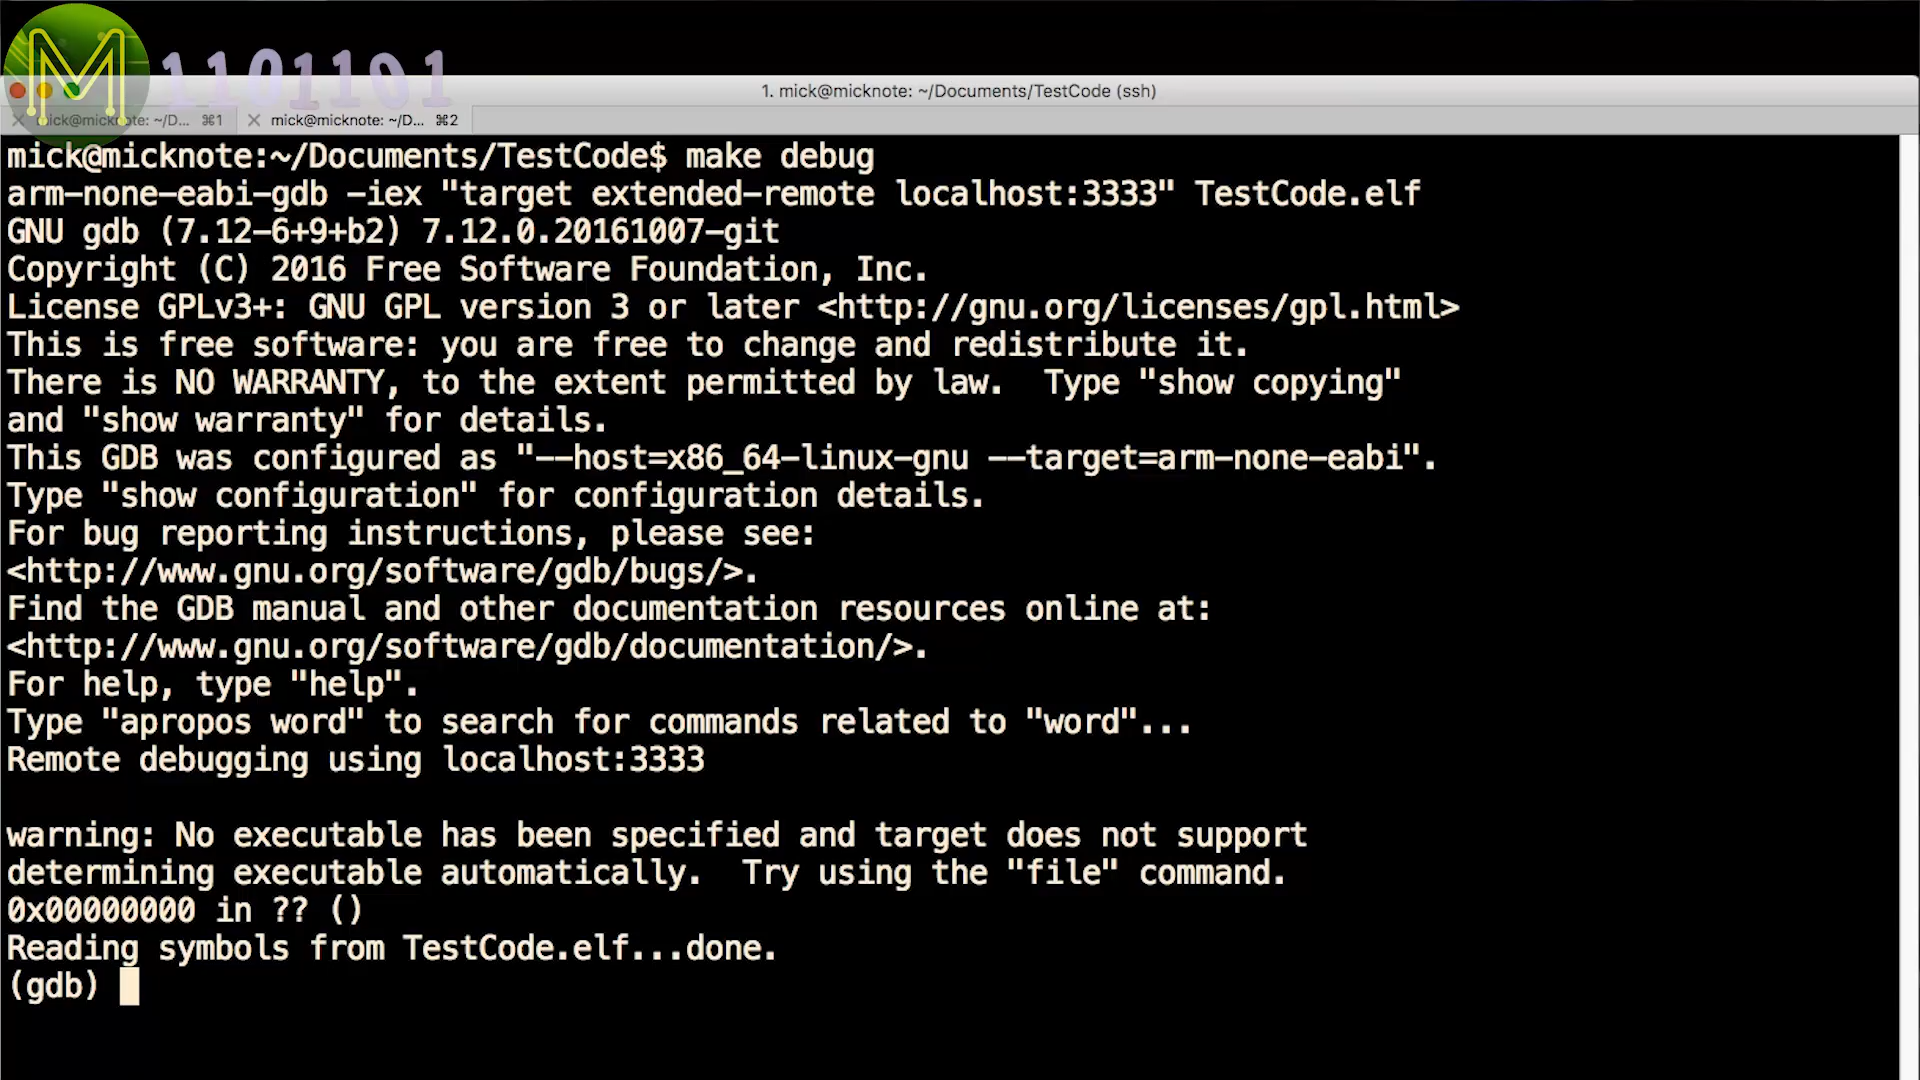 M 1101101
1. mick@micknote: ~/Documents/TestCode (ssh)
mick@micknote: ~/D... ⌘1 mick@micknote: ~/D... ⌘2
mick@micknote:~/Documents/TestCode$ make debug
arm-none-eabi-gdb -iex "target extended-remote localhost:3333" TestCode.elf
GNU gdb (7.12-6+9+b2) 7.12.0.20161007-git
Copyright (C) 2016 Free Software Foundation, Inc.
License GPLv3+: GNU GPL version 3 or later <http://gnu.org/licenses/gpl.html>
This is free software: you are free to change and redistribute it.
There is NO WARRANTY, to the extent permitted by law.  Type "show copying"
and "show warranty" for details.
This GDB was configured as "--host=x86_64-linux-gnu --target=arm-none-eabi".
Type "show configuration" for configuration details.
For bug reporting instructions, please see:
<http://www.gnu.org/software/gdb/bugs/>.
Find the GDB manual and other documentation resources online at:
<http://www.gnu.org/software/gdb/documentation/>.
For help, type "help".
Type "apropos word" to search for commands related to "word"...
Remote debugging using localhost:3333
warning: No executable has been specified and target does not support
determining executable automatically.  Try using the "file" command.
0x00000000 in ?? ()
Reading symbols from TestCode.elf...done.
(gdb)